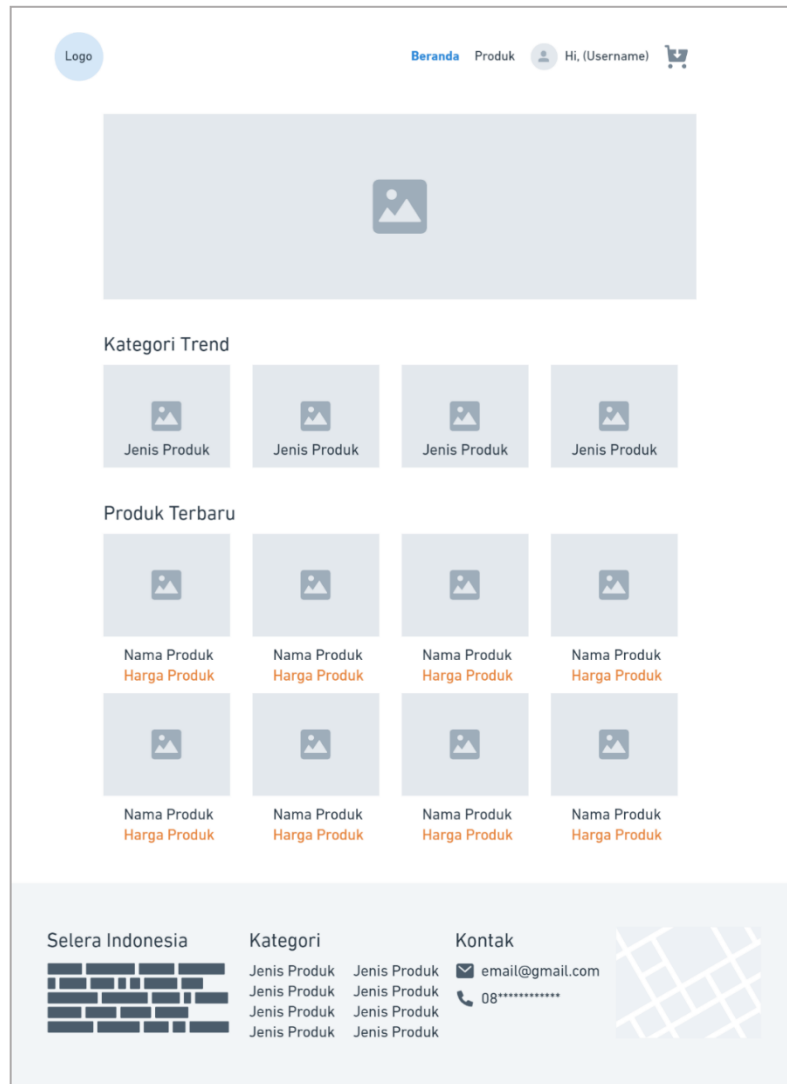 Logo
Beranda Produk Hi, (Username)
Kategori Trend
Jenis Produk Jenis Produk Jenis Produk Jenis Produk
Produk Terbaru
Nama Produk Nama Produk Nama Produk Nama Produk
Harga Produk Harga Produk Harga Produk Harga Produk
Nama Produk Nama Produk Nama Produk Nama Produk
Harga Produk Harga Produk Harga Produk Harga Produk
Selera Indonesia
Kategori
Jenis Produk Jenis Produk
Jenis Produk Jenis Produk
Jenis Produk Jenis Produk
Jenis Produk Jenis Produk
Kontak
email@gmail.com
08************